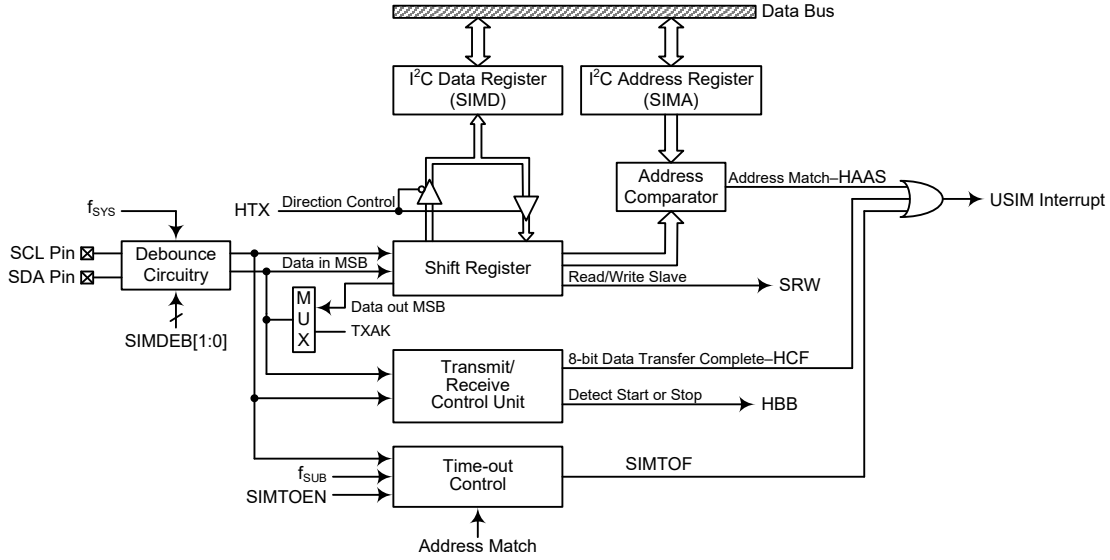 Data Bus
I²C Data Register
(SIMD)
I²C Address Register
(SIMA)
Address
Comparator
Address Match–HAAS
USIM Interrupt
HTX
Direction Control
fSYS
SCL Pin
SDA Pin
Debounce
Circuitry
SIMDEB[1:0]
Data in MSB
Shift Register
Read/Write Slave
SRW
M
U
X
Data out MSB
TXAK
Transmit/
Receive
Control Unit
8-bit Data Transfer Complete–HCF
Detect Start or Stop
HBB
fSUB
SIMTOEN
Time-out
Control
SIMTOF
Address Match